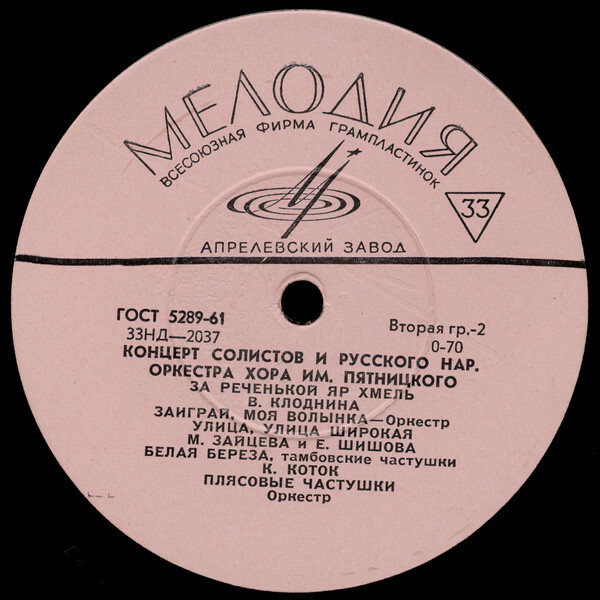 МЕЛОДИЯ
ВСЕСОЮЗНАЯ ФИРМА ГРАМПЛАСТИНОК
33
АПРЕЛЕВСКИЙ ЗАВОД
ГОСТ 5289-61
33НД—2037
Вторая гр.-2
0-70
КОНЦЕРТ СОЛИСТОВ И РУССКОГО НАР.
ОРКЕСТРА ХОРА ИМ. ПЯТНИЦКОГО
ЗА РЕЧЕНЬКОЙ ЯР ХМЕЛЬ
В. КЛОДНИНА
ЗАИГРАЙ, МОЯ ВОЛЫНКА—Оркестр
УЛИЦА, УЛИЦА ШИРОКАЯ
М. ЗАЙЦЕВА и Е. ШИШОВА
БЕЛАЯ БЕРЕЗА, тамбовские частушки
К. КОТОК
ПЛЯСОВЫЕ ЧАСТУШКИ
Оркестр